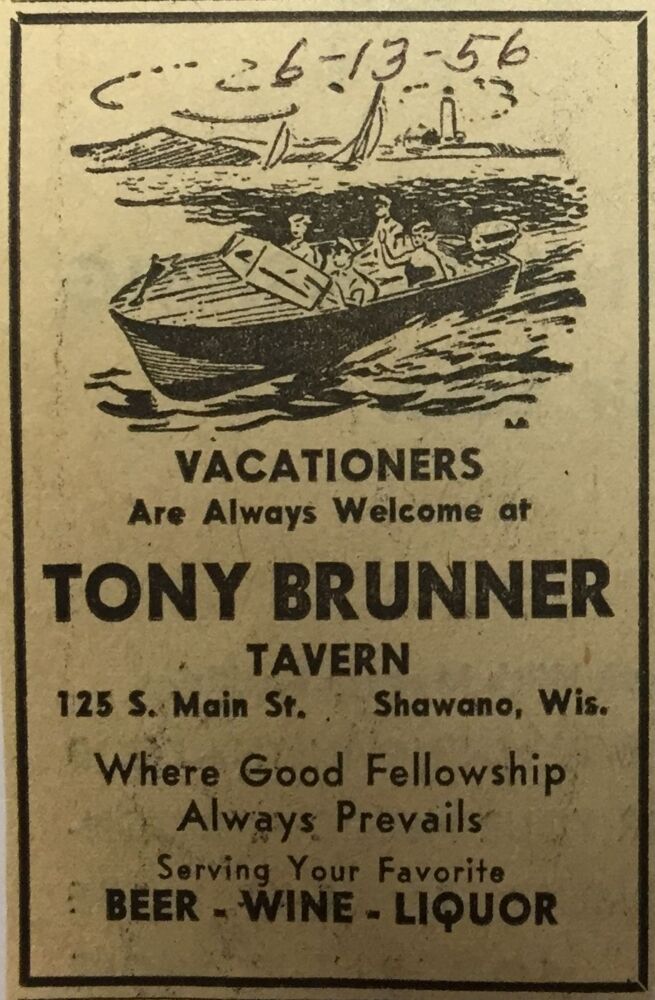 6-13-56
VACATIONERS
Are Always Welcome at
TONY BRUNNER
TAVERN
125 S. Main St. Shawano, Wis.
Where Good Fellowship
Always Prevails
Serving Your Favorite
BEER - WINE - LIQUOR